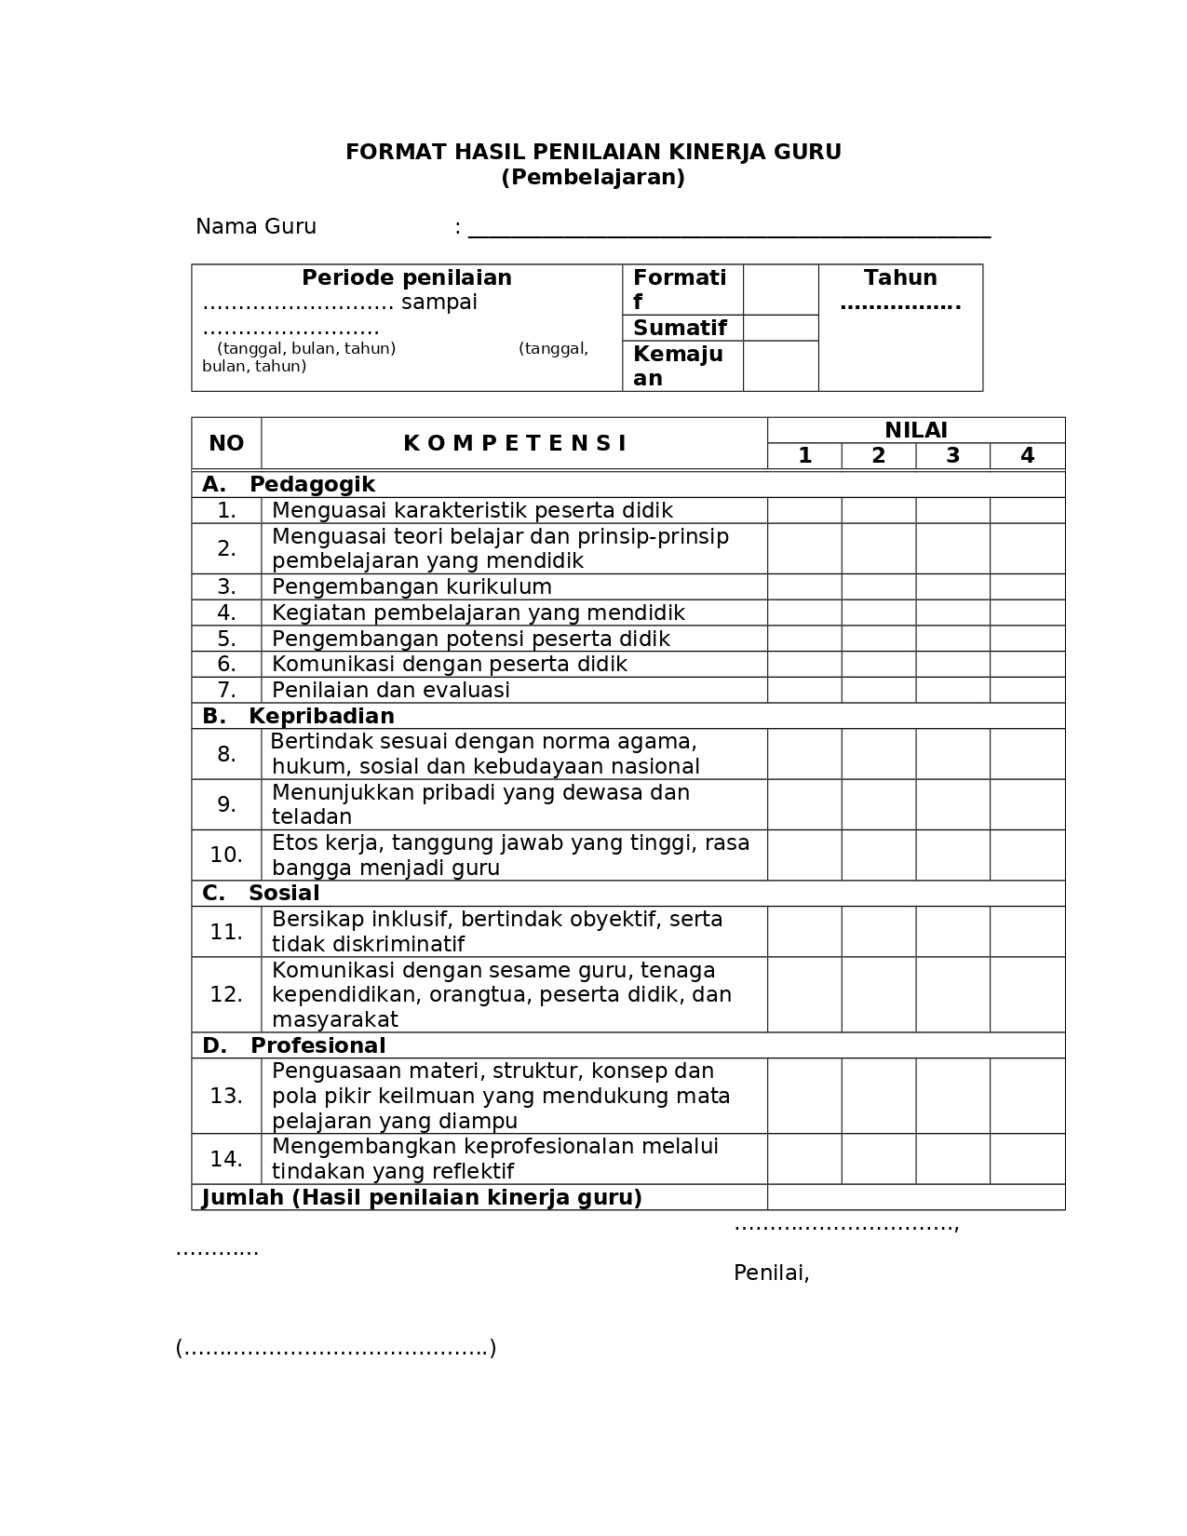 FORMAT HASIL PENILAIAN KINERJA GURU
(Pembelajaran)
Nama Guru : _______________________________________________
Periode penilaian
……………………… sampai
…………………….
(tanggal, bulan, tahun) (tanggal,
bulan, tahun)
Formati
f
Sumatif
Kemaju
an
Tahun
……………..
NO K O M P E T E N S I NILAI
1 2 3 4
A. Pedagogik
1. Menguasai karakteristik peserta didik
2. Menguasai teori belajar dan prinsip-prinsip
pembelajaran yang mendidik
3. Pengembangan kurikulum
4. Kegiatan pembelajaran yang mendidik
5. Pengembangan potensi peserta didik
6. Komunikasi dengan peserta didik
7. Penilaian dan evaluasi
B. Kepribadian
8. Bertindak sesuai dengan norma agama,
hukum, sosial dan kebudayaan nasional
9. Menunjukkan pribadi yang dewasa dan
teladan
10. Etos kerja, tanggung jawab yang tinggi, rasa
bangga menjadi guru
C. Sosial
11. Bersikap inklusif, bertindak obyektif, serta
tidak diskriminatif
12. Komunikasi dengan sesame guru, tenaga
kependidikan, orangtua, peserta didik, dan
masyarakat
D. Profesional
13. Penguasaan materi, struktur, konsep dan
pola pikir keilmuan yang mendukung mata
pelajaran yang diampu
14. Mengembangkan keprofesionalan melalui
tindakan yang reflektif
Jumlah (Hasil penilaian kinerja guru)
………………………….,
…………
Penilai,
(…………………………………….)